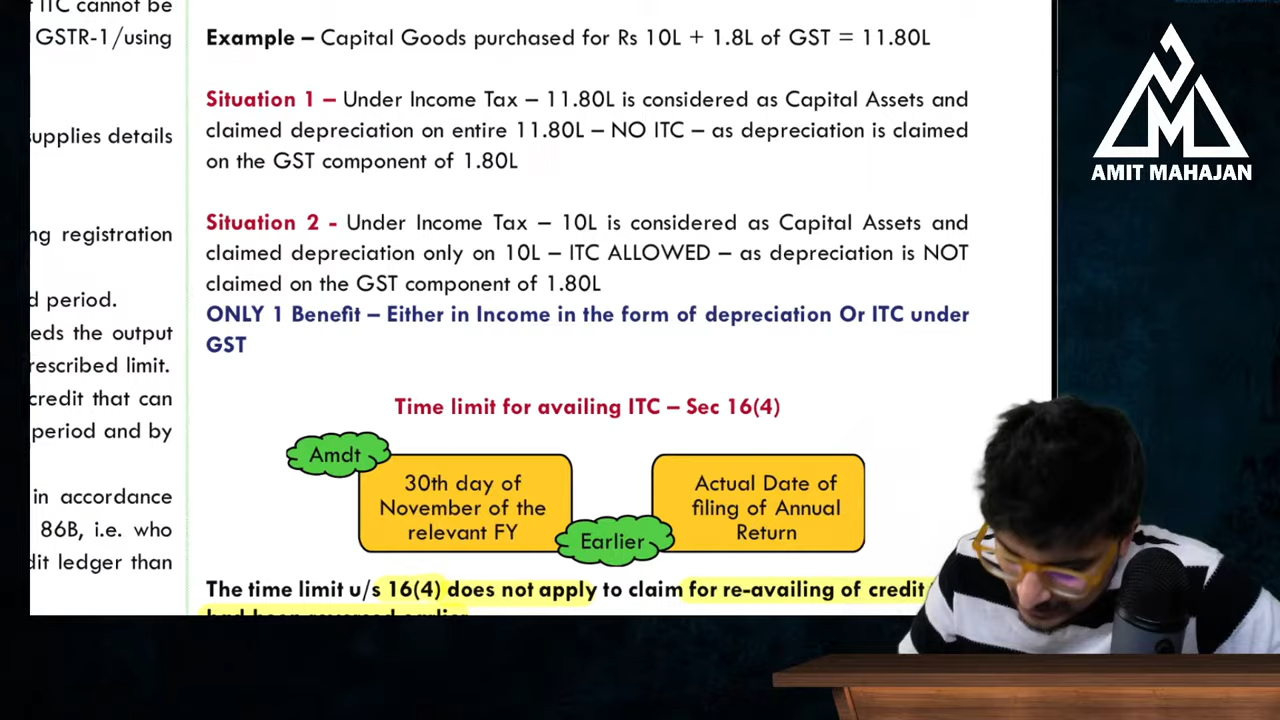 ITC cannot be
GSTR-1/using
supplies details
registration
period.
the output
limit.
credit that can
period and by
in accordance
86B, i.e. who
ledger than
Example – Capital Goods purchased for Rs 10L + 1.8L of GST = 11.80L
Situation 1 – Under Income Tax – 11.80L is considered as Capital Assets and
claimed depreciation on entire 11.80L – NO ITC – as depreciation is claimed
on the GST component of 1.80L
Situation 2 - Under Income Tax – 10L is considered as Capital Assets and
claimed depreciation only on 10L – ITC ALLOWED – as depreciation is NOT
claimed on the GST component of 1.80L
ONLY 1 Benefit – Either in Income in the form of depreciation Or ITC under
GST
Time limit for availing ITC – Sec 16(4)
Amdt
30th day of
November of the
relevant FY
Earlier
Actual Date of
filing of Annual
Return
The time limit u/s 16(4) does not apply to claim for re-availing of credit
AMIT MAHAJAN